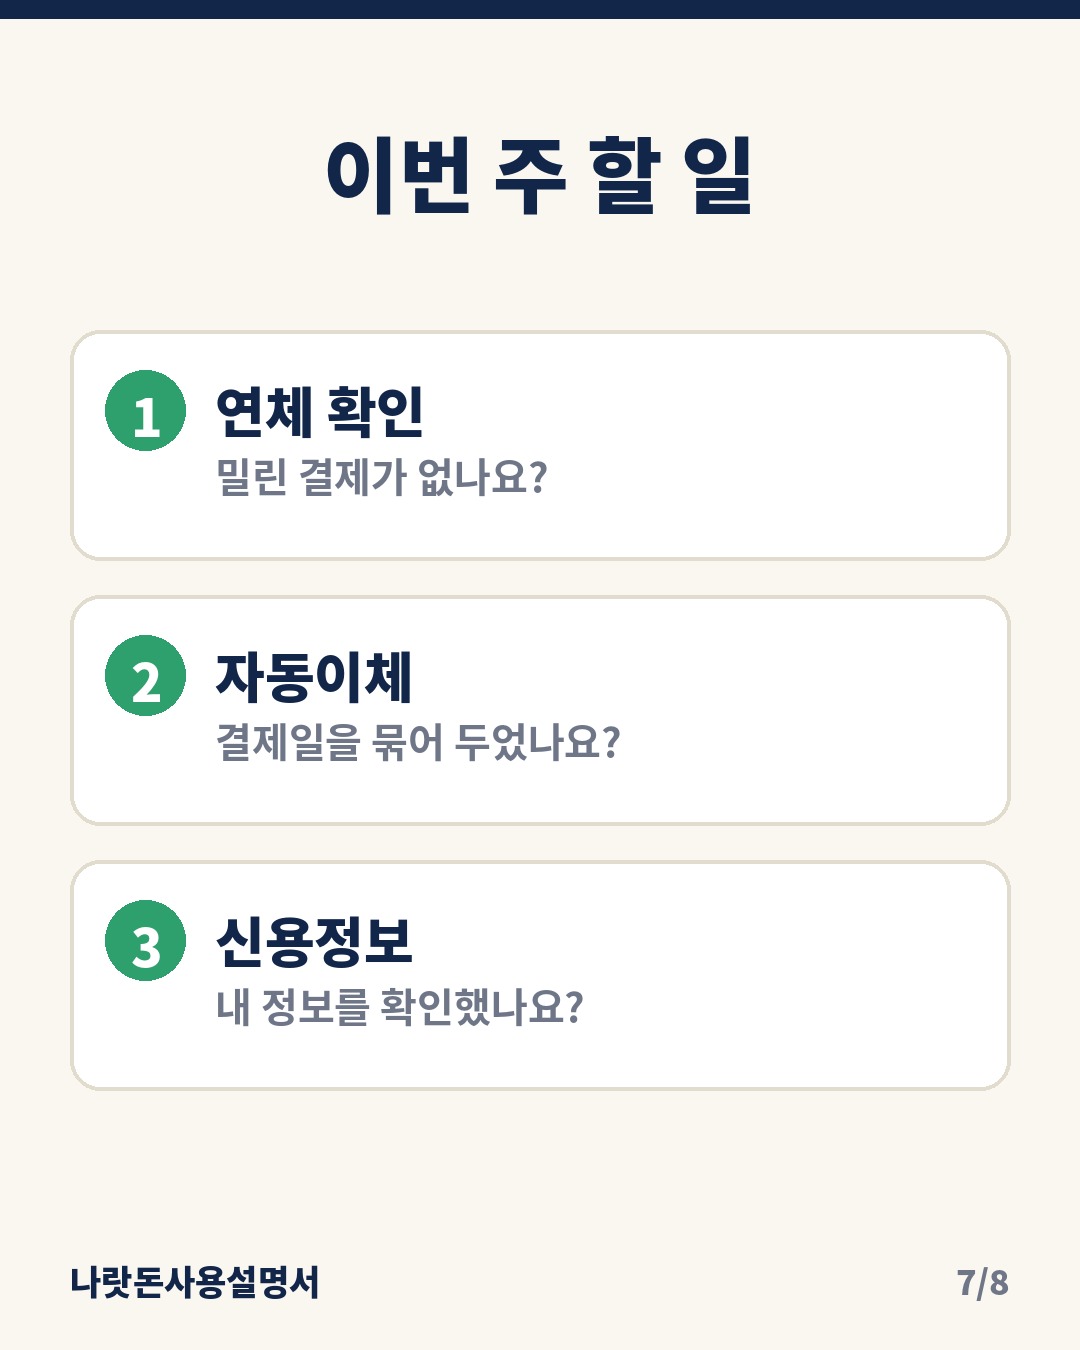 이번 주 할 일
1 연체 확인
밀린 결제가 없나요?
2 자동이체
결제일을 묶어 두었나요?
3 신용정보
내 정보를 확인했나요?
나랏돈사용설명서 7/8